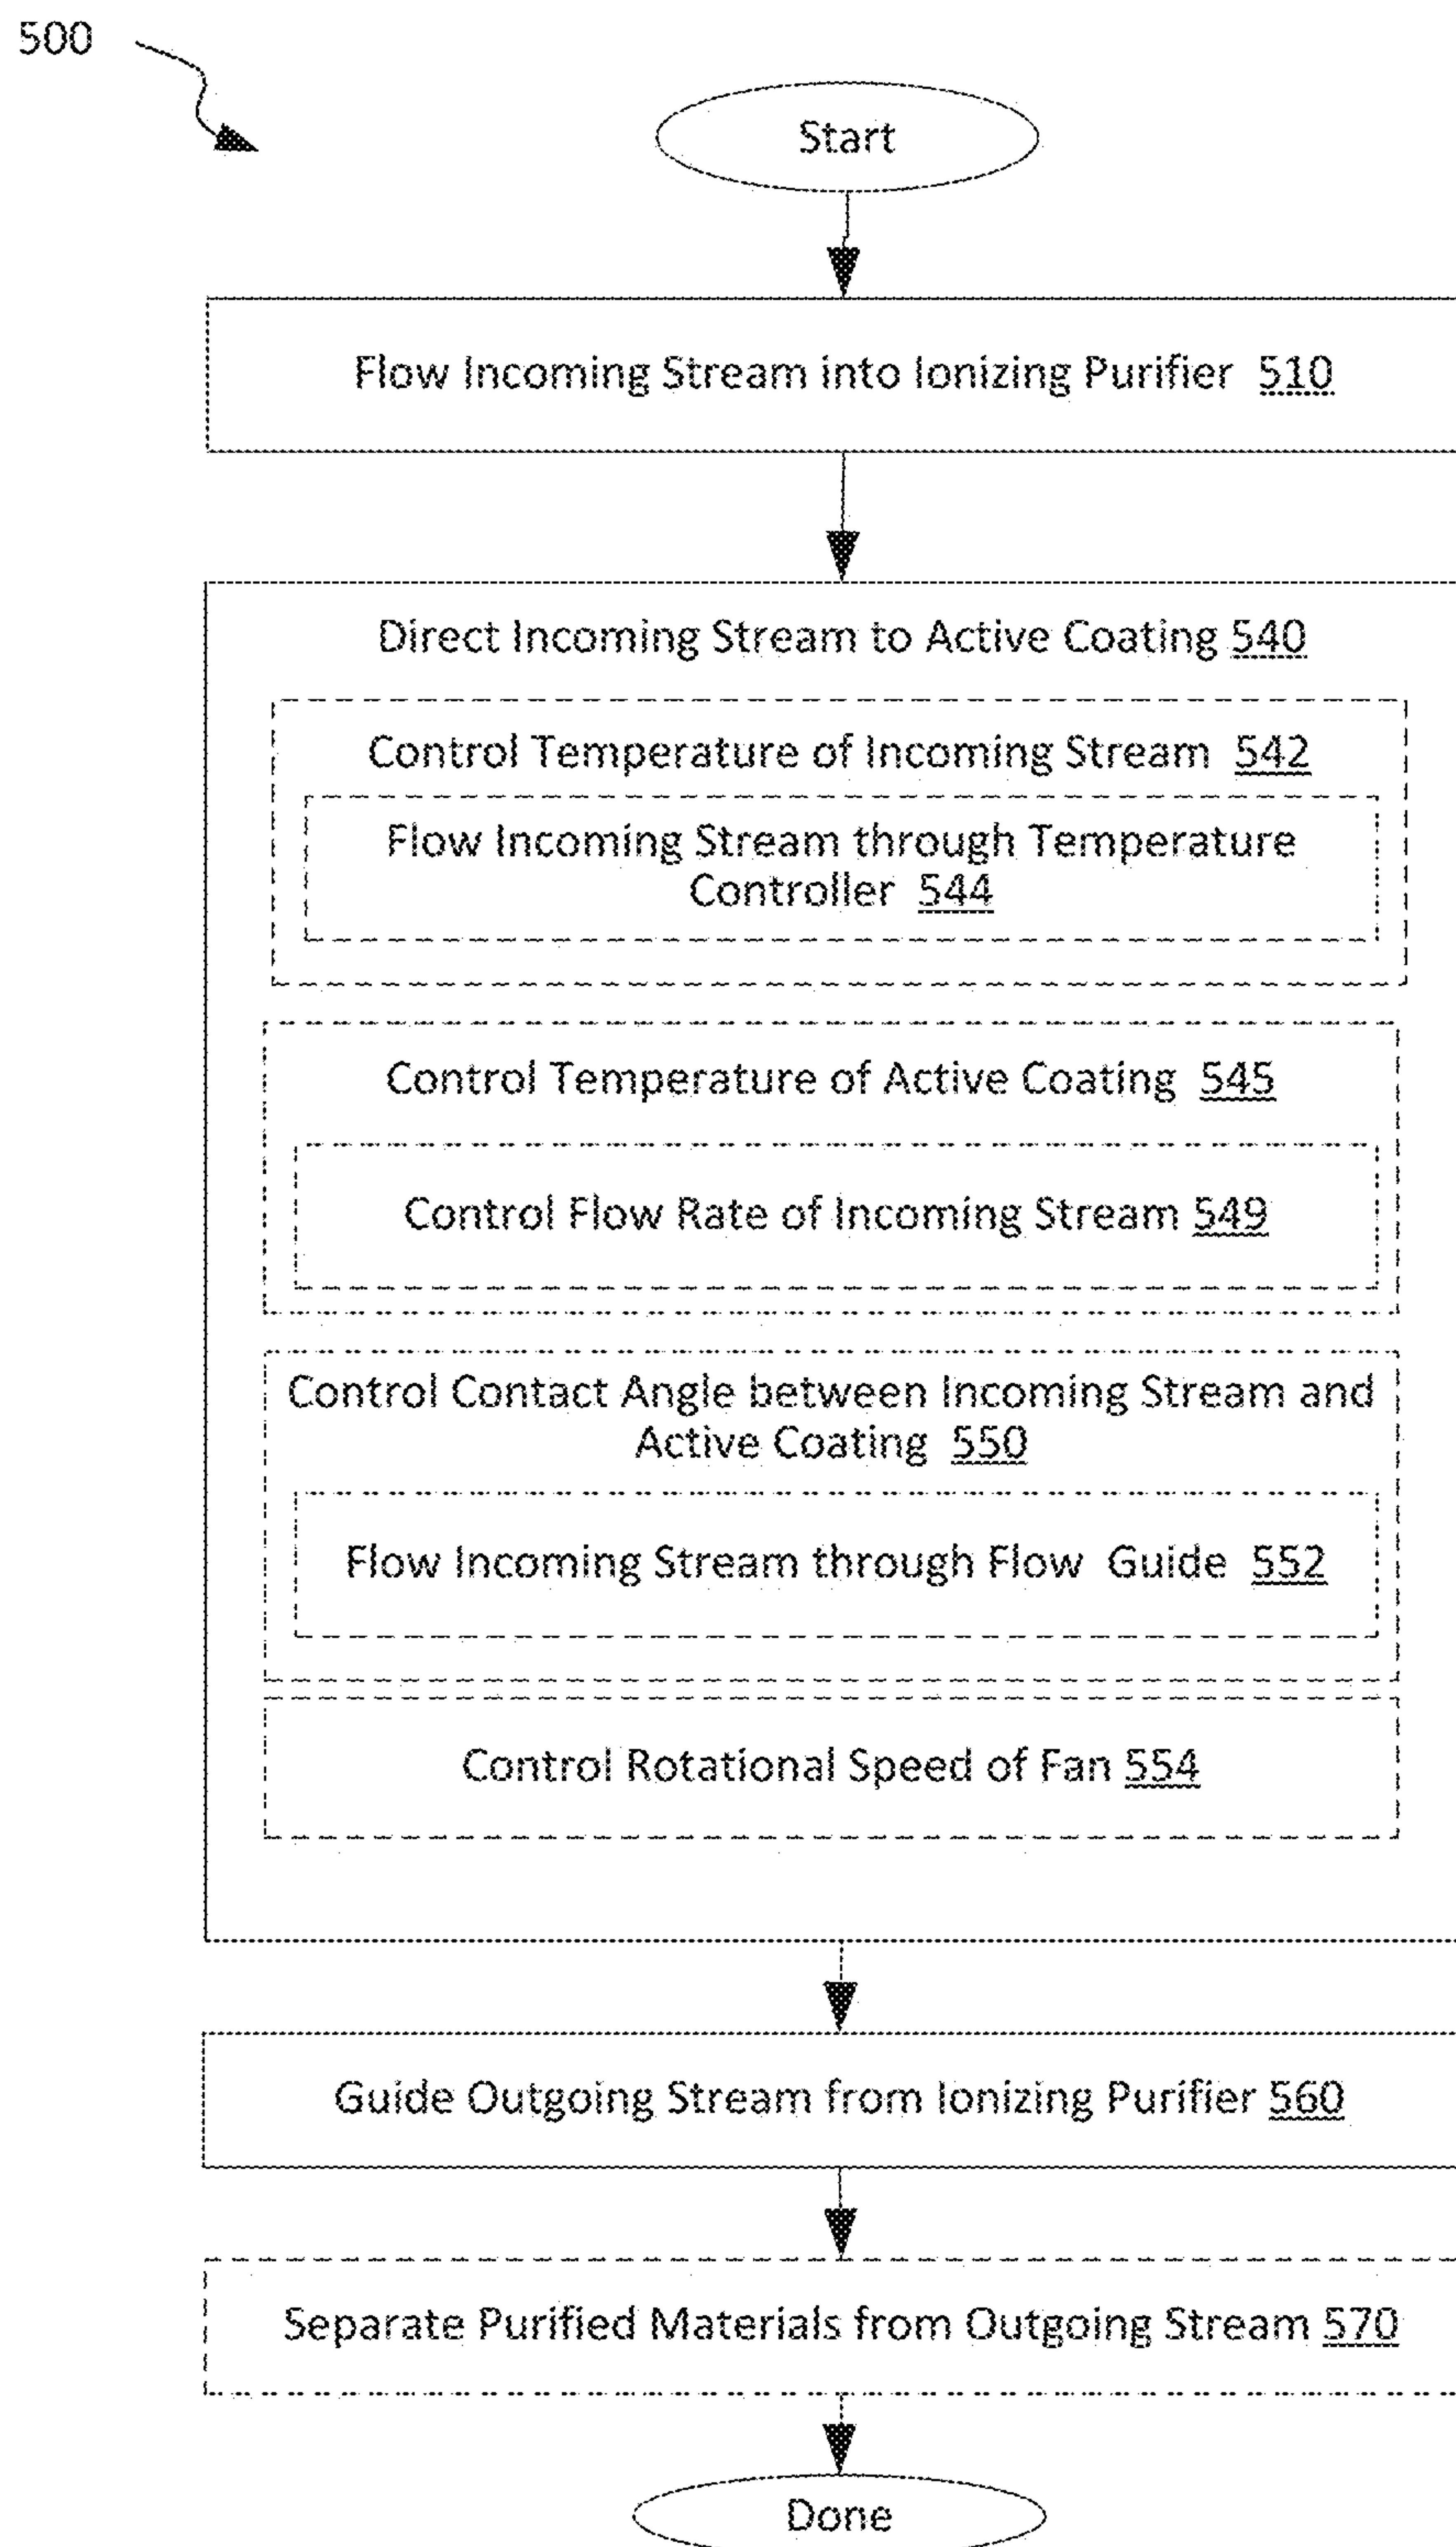 500
Start
Flow Incoming Stream into Ionizing Purifier 510
Direct Incoming Stream to Active Coating 540
Control Temperature of Incoming Stream 542
Flow Incoming Stream through Temperature
Controller 544
Control Temperature of Active Coating 545
Control Flow Rate of Incoming Stream 549
Control Contact Angle between Incoming Stream and
Active Coating 550
Flow Incoming Stream through Flow Guide 552
Control Rotational Speed of Fan 554
Guide Outgoing Stream from Ionizing Purifier 560
Separate Purified Materials from Outgoing Stream 570
Done